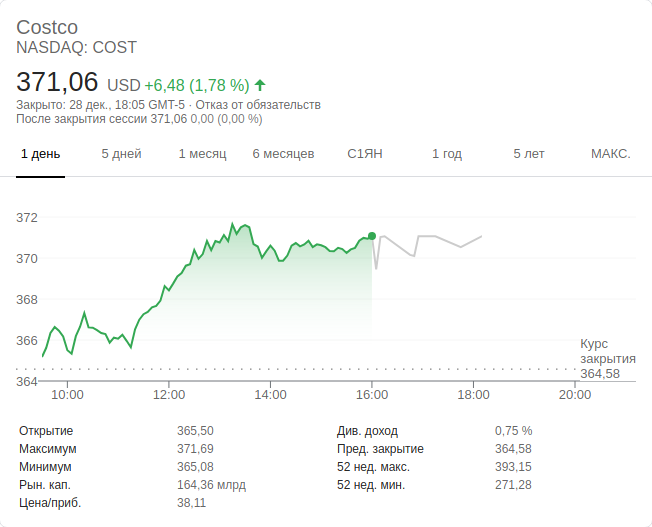 Costco
NASDAQ: COST
371,06 USD +6,48 (1,78 %)
Закрыто: 28 дек., 18:05 GMT-5 · Отказ от обязательств
После закрытия сессии 371,06 0,00 (0,00 %)
1 день 5 дней 1 месяц 6 месяцев С1ЯН 1 год 5 лет МАКС.
372
370
368
366
364
Курс
закрытия
364,58
10:00 12:00 14:00 16:00 18:00 20:00
Открытие 365,50 Див. доход 0,75 %
Максимум 371,69 Пред. закрытие 364,58
Минимум 365,08 52 нед. макс. 393,15
Рын. кап. 164,36 млрд 52 нед. мин. 271,28
Цена/приб. 38,11